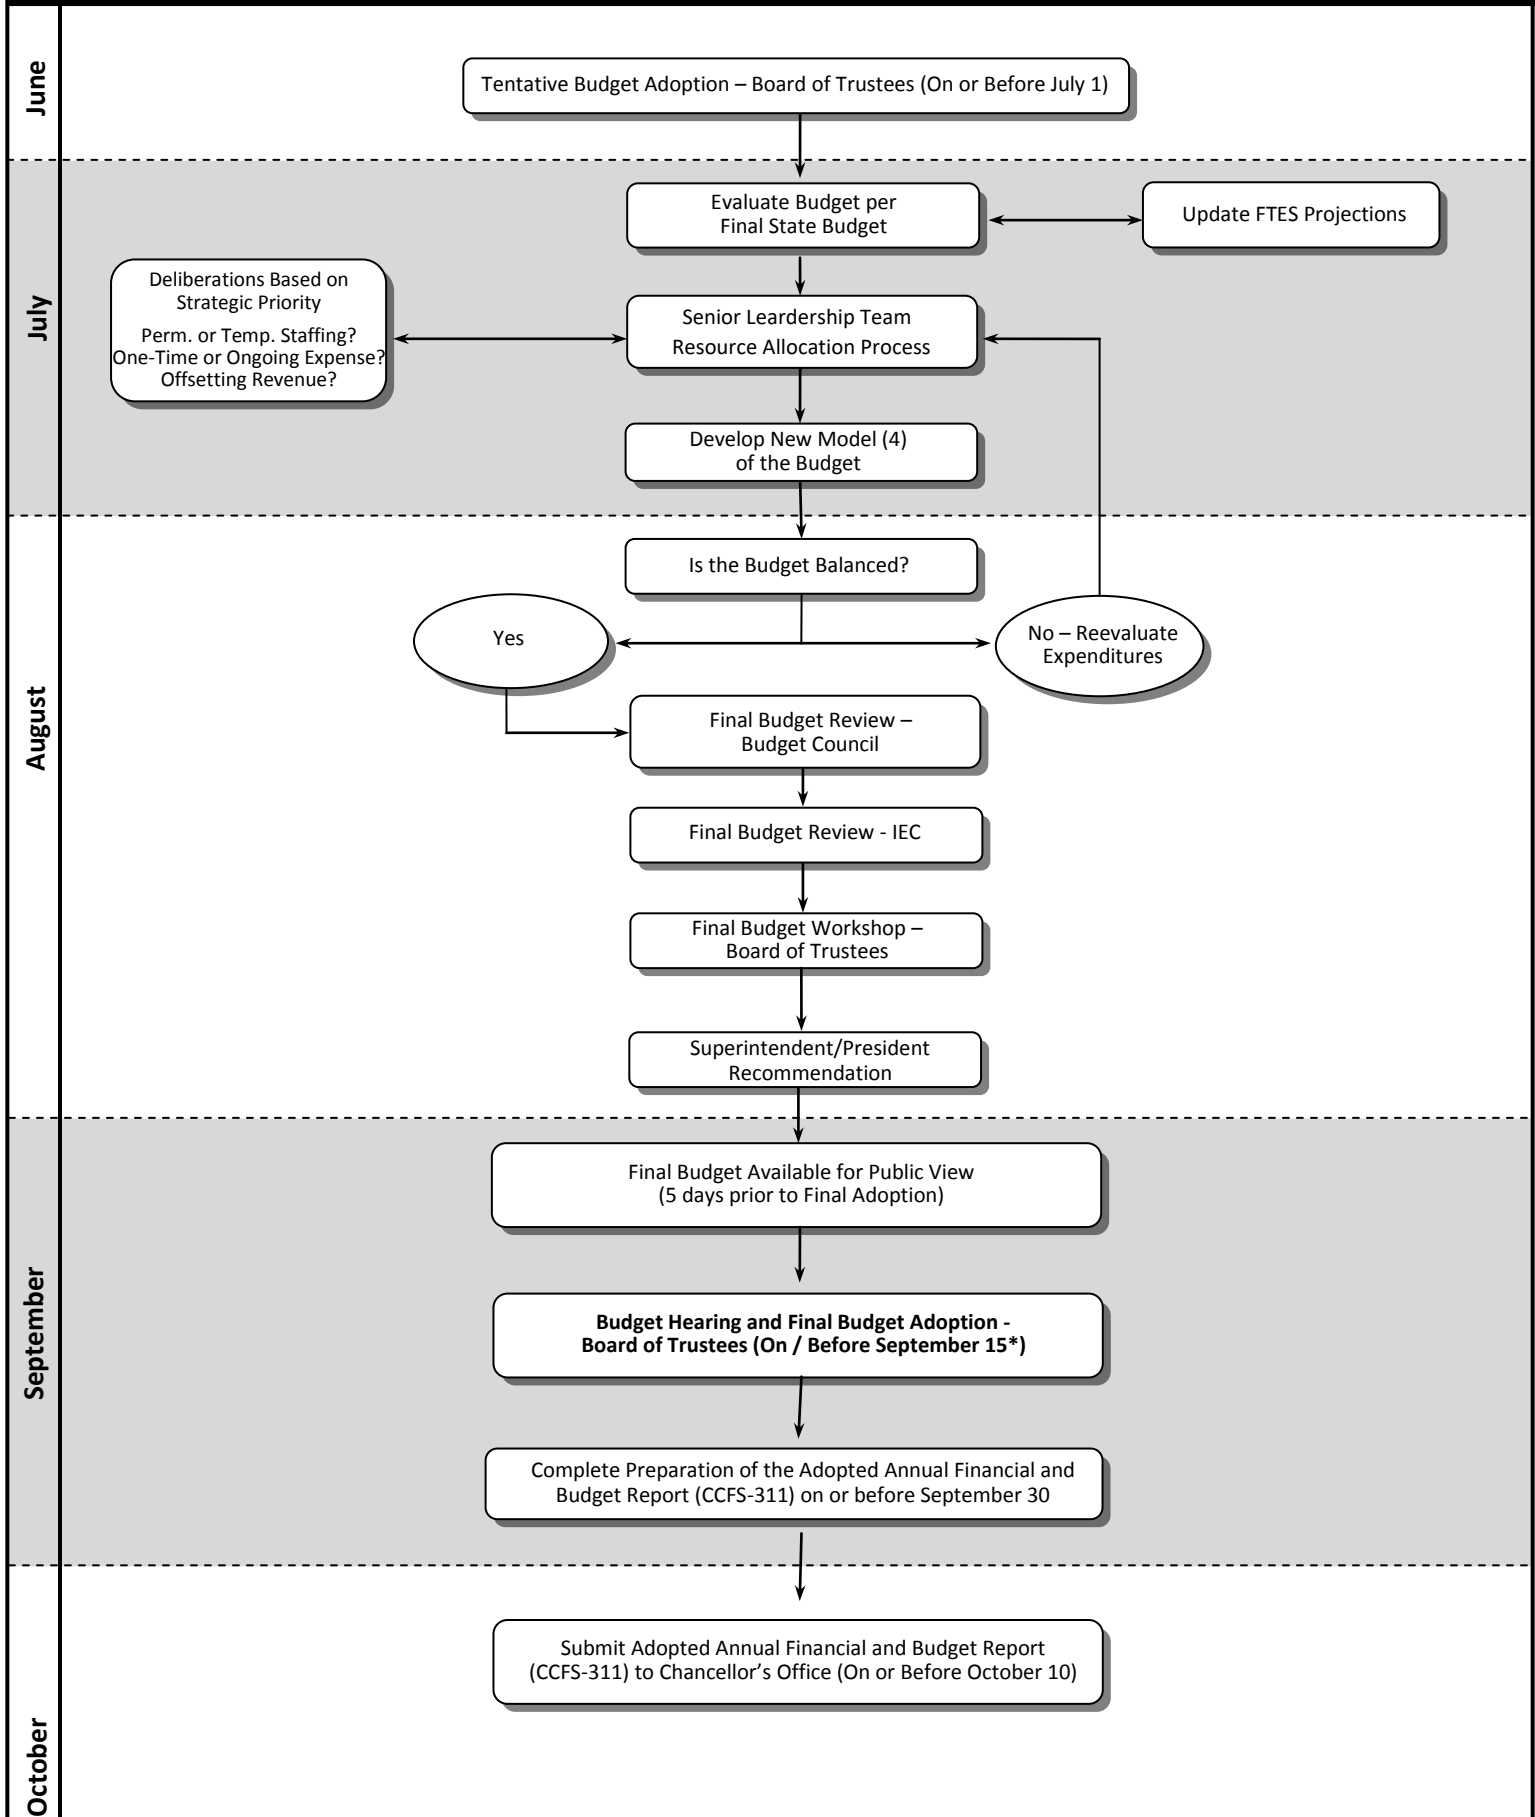 June
Tentative Budget Adoption – Board of Trustees (On or Before July 1)
July
Evaluate Budget per
Final State Budget
Update FTES Projections
Deliberations Based on
Strategic Priority
Perm. or Temp. Staffing?
One-Time or Ongoing Expense?
Offsetting Revenue?
Senior Leardership Team
Resource Allocation Process
Develop New Model (4)
of the Budget
August
Is the Budget Balanced?
Yes
No – Reevaluate
Expenditures
Final Budget Review –
Budget Council
Final Budget Review - IEC
Final Budget Workshop –
Board of Trustees
Superintendent/President
Recommendation
September
Final Budget Available for Public View
(5 days prior to Final Adoption)
Budget Hearing and Final Budget Adoption -
Board of Trustees (On / Before September 15*)
Complete Preparation of the Adopted Annual Financial and
Budget Report (CCFS-311) on or before September 30
October
Submit Adopted Annual Financial and Budget Report
(CCFS-311) to Chancellor’s Office (On or Before October 10)